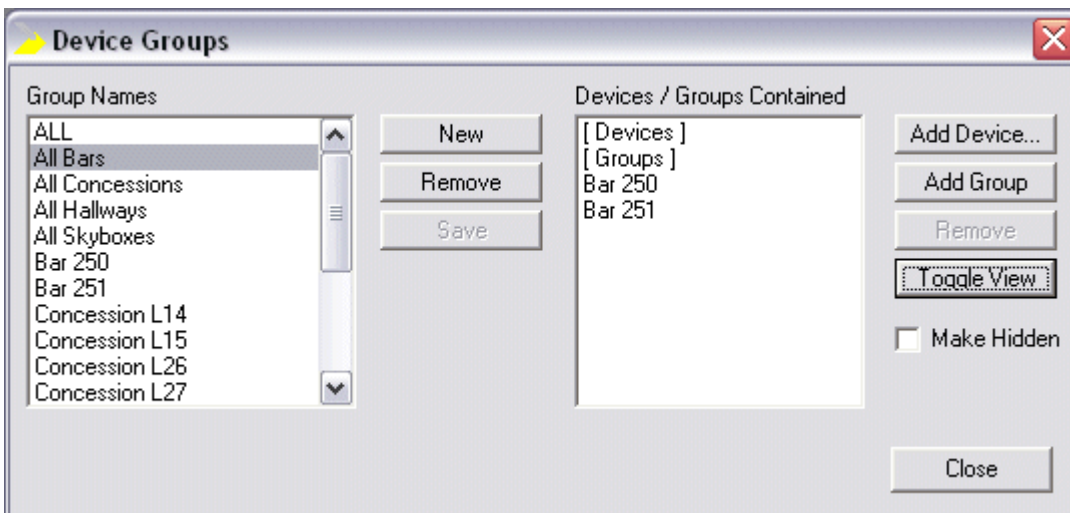 Device Groups
Group Names
ALL
All Bars
All Concessions
All Hallways
All Skyboxes
Bar 250
Bar 251
Concession L14
Concession L15
Concession L26
Concession L27
New
Remove
Save
Devices / Groups Contained
[ Devices ]
[ Groups ]
Bar 250
Bar 251
Add Device...
Add Group
Remove
Toggle View
Make Hidden
Close